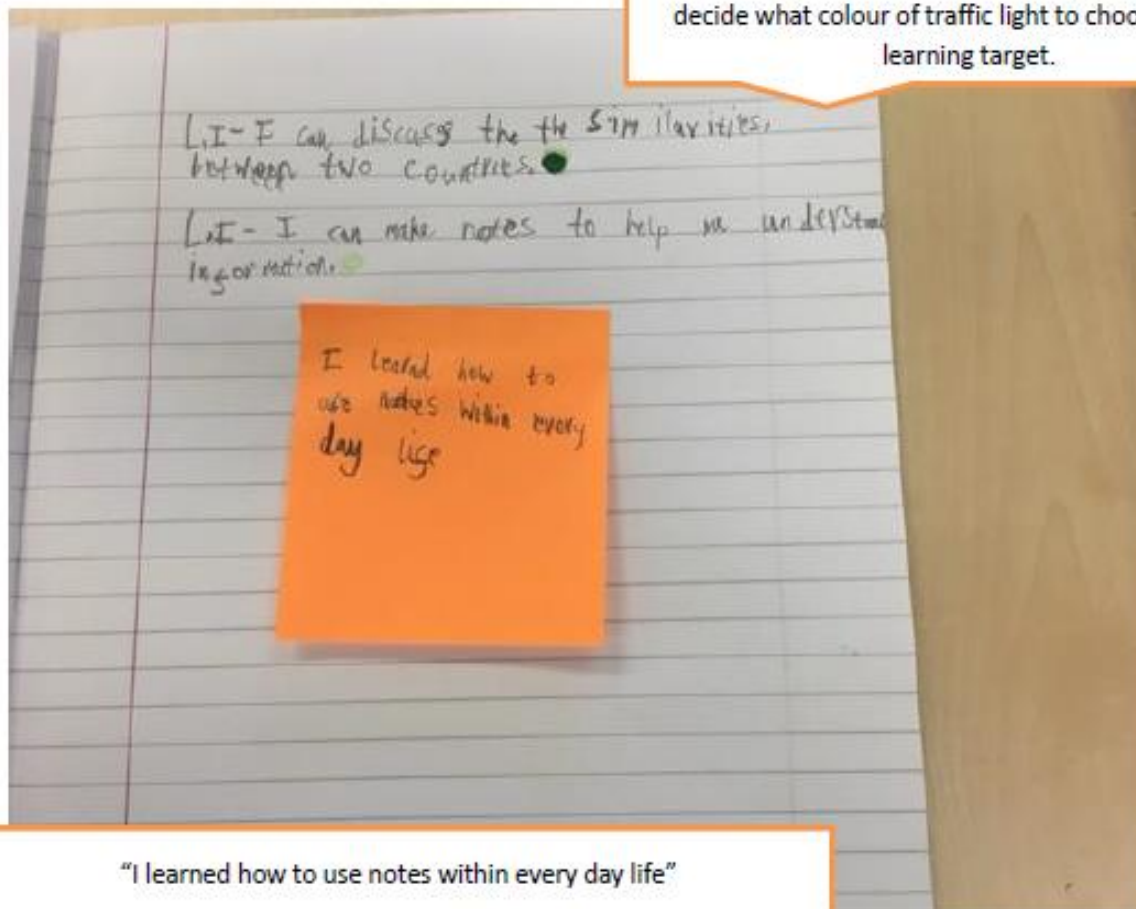 decide what colour of traffic light to choo
learning target.
L.I- I can discuss the the similarities,
between two countries.
L.I- I can make notes to help me understand
information.
I learnd how to
use notes within every
day life
"I learned how to use notes within every day life"